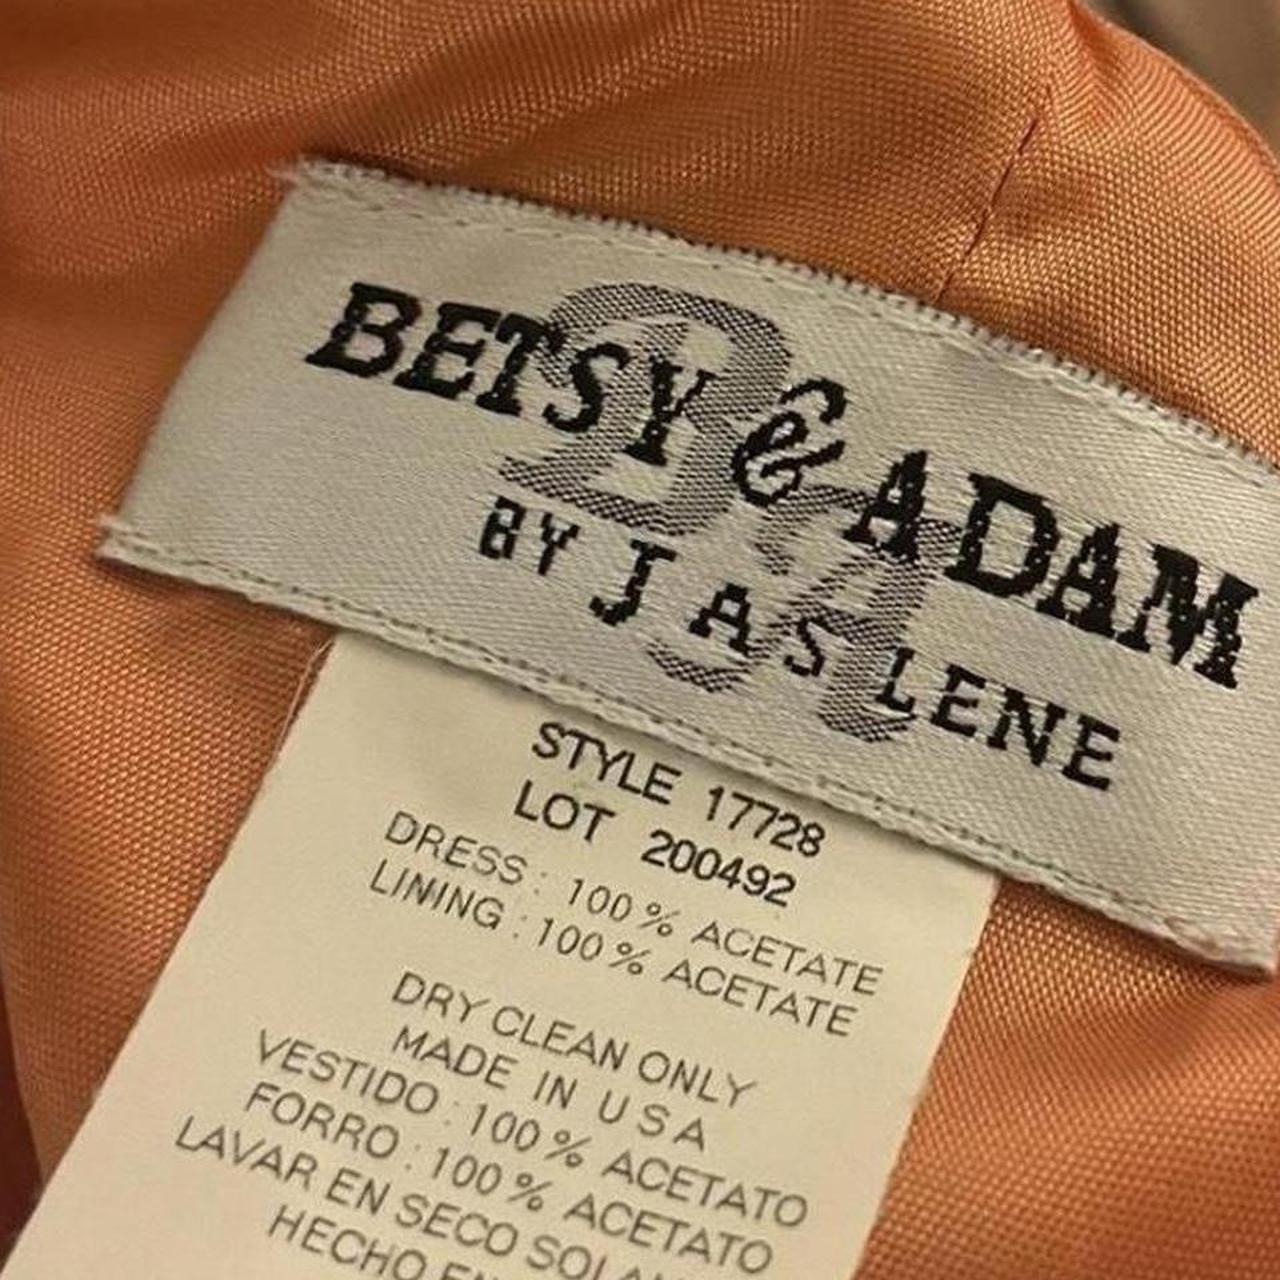 BETSY & ADAM
BY JAS LENE
STYLE 17728
LOT 200492
DRESS: 100% ACETATE
LINING: 100% ACETATE
DRY CLEAN ONLY
MADE IN USA
VESTIDO: 100% ACETATO
FORRO: 100% ACETATO
LAVAR EN SECO
HECHO